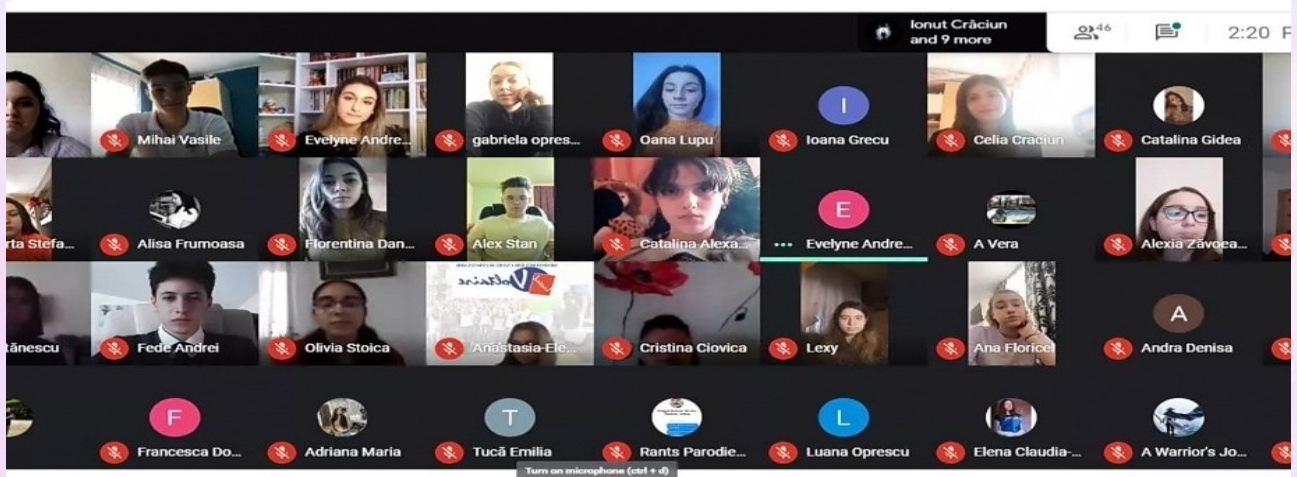 Ionut Crăciun
and 9 more
46
2:20 P
Mihai Vasile
Evelyne Andre...
gabriela opres...
Oana Lupu
I
Ioana Grecu
Celia Crăciun
Catalina Gidea
rta Stefa...
Alisa Frumoasa
Florentina Dan...
Alex Stan
Catalina Alexa...
E
Evelyne Andre...
A Vera
Alexia Zăvoea...
tănescu
Fede Andrei
Olivia Stoica
Voltaire
Anastasia-Ele...
Cristina Ciovica
Lexy
Ana Floricel
A
Andra Denisa
F
Francesca Do...
Adriana Maria
T
Tucă Emilia
Rants Parodie...
L
Luana Oprescu
Elena Claudia-...
A Warrior's Jo...
Turn on microphone (ctrl + d)